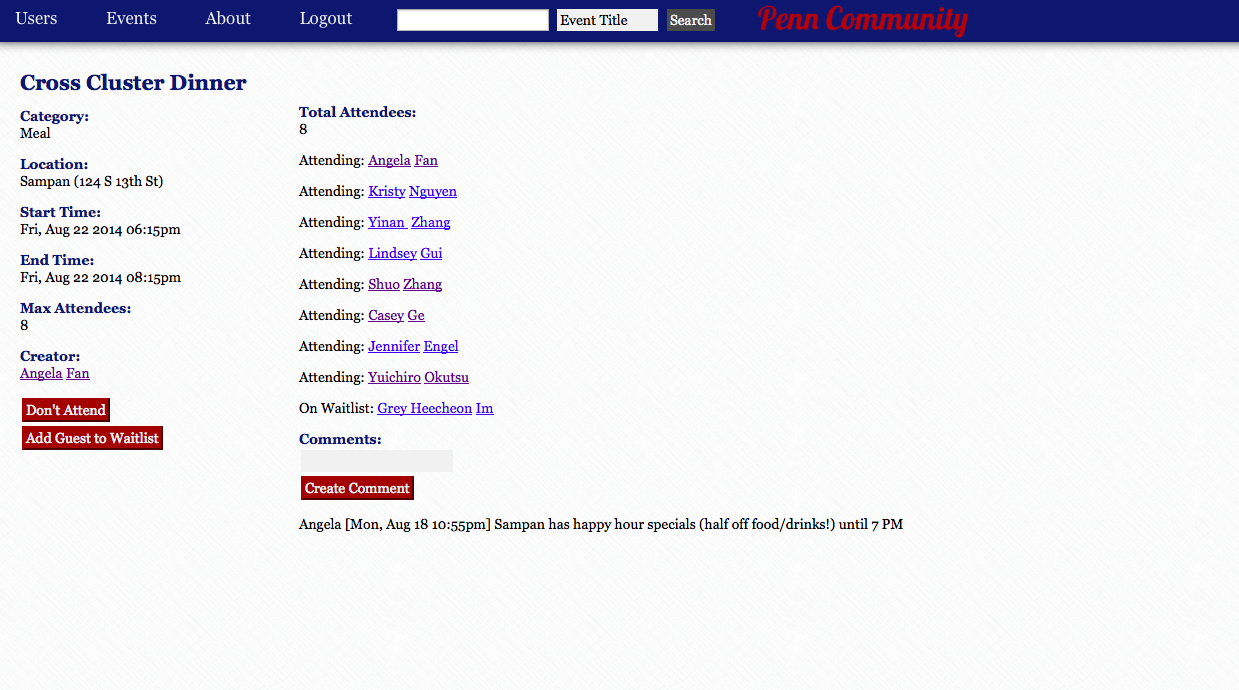 Users Events About Logout Event Title Search Penn Community
Cross Cluster Dinner
Category:
Meal
Location:
Sampan (124 S 13th St)
Start Time:
Fri, Aug 22 2014 06:15pm
End Time:
Fri, Aug 22 2014 08:15pm
Max Attendees:
8
Creator:
Angela Fan
Don't Attend
Add Guest to Waitlist
Total Attendees:
8
Attending: Angela Fan
Attending: Kristy Nguyen
Attending: Yinan Zhang
Attending: Lindsey Gui
Attending: Shuo Zhang
Attending: Casey Ge
Attending: Jennifer Engel
Attending: Yuichiro Okutsu
On Waitlist: Grey Heecheon Im
Comments:
Create Comment
Angela [Mon, Aug 18 10:55pm] Sampan has happy hour specials (half off food/drinks!) until 7 PM